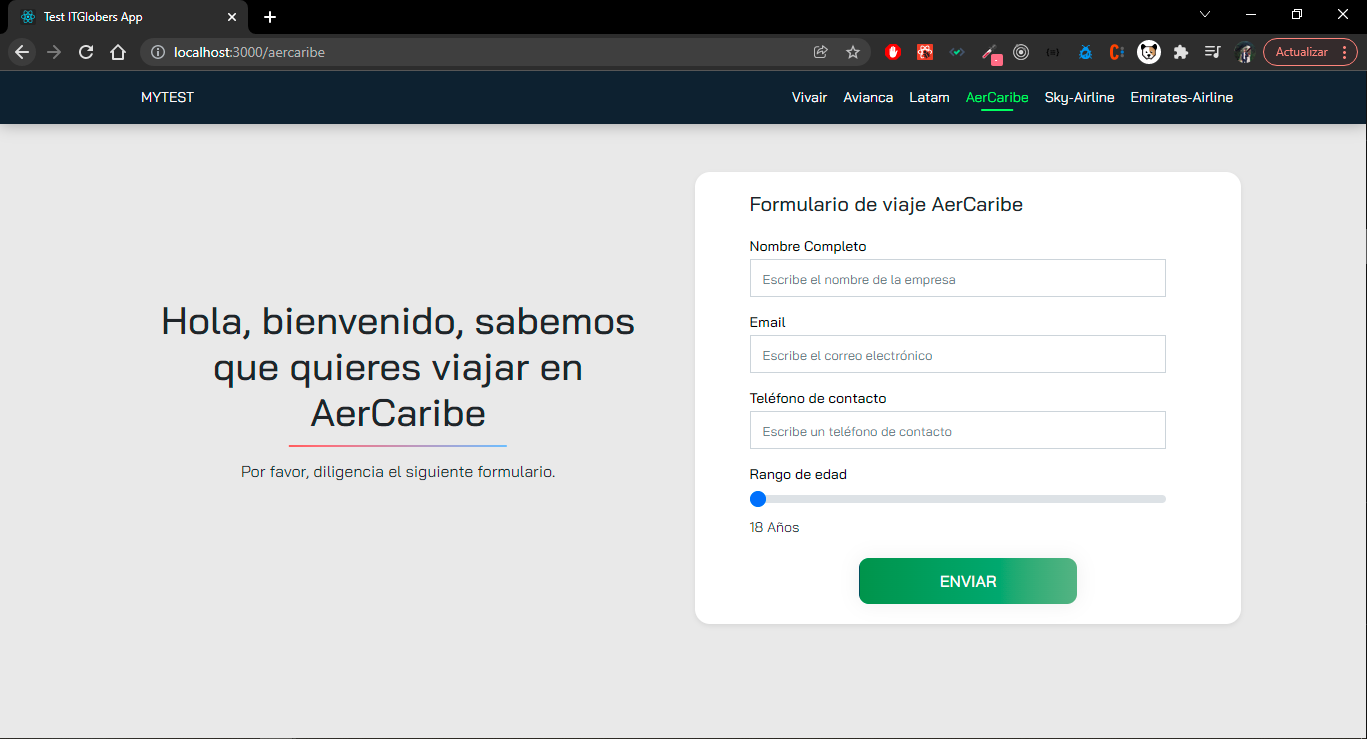 Test ITGlobers App
localhost:3000/aercaribe
Actualizar
MYTEST
Vivair Avianca Latam AerCaribe Sky-Airline Emirates-Airline
Hola, bienvenido, sabemos
que quieres viajar en
AerCaribe
Por favor, diligencia el siguiente formulario.
Formulario de viaje AerCaribe
Nombre Completo
Escribe el nombre de la empresa
Email
Escribe el correo electrónico
Teléfono de contacto
Escribe un teléfono de contacto
Rango de edad
18 Años
ENVIAR